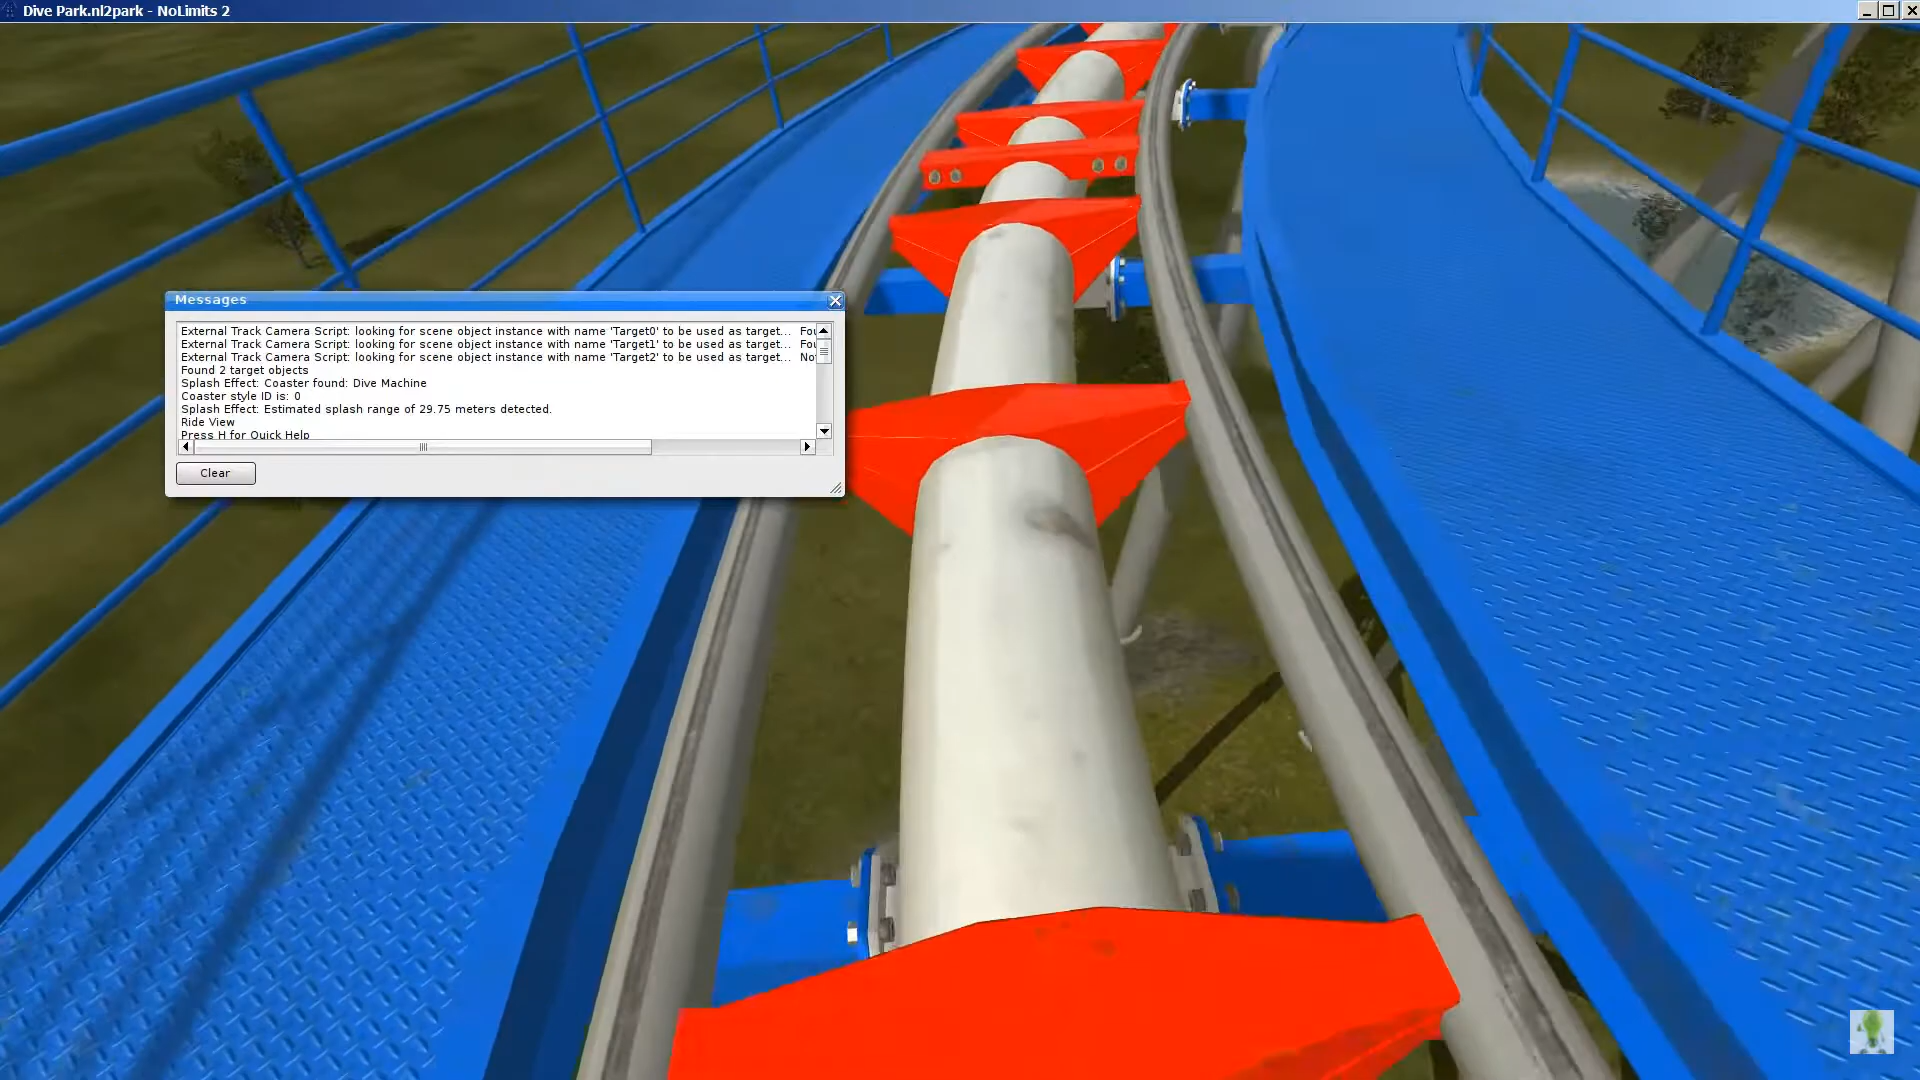 Dive Park.nl2park - NoLimits 2
Messages
External Track Camera Script: looking for scene object instance with name 'Target0' to be used as target... Fou
External Track Camera Script: looking for scene object instance with name 'Target1' to be used as target... Fou
External Track Camera Script: looking for scene object instance with name 'Target2' to be used as target... No
Found 2 target objects
Splash Effect: Coaster found: Dive Machine
Coaster style ID is: 0
Splash Effect: Estimated splash range of 29.75 meters detected.
Ride View
Press H for Quick Help
Clear